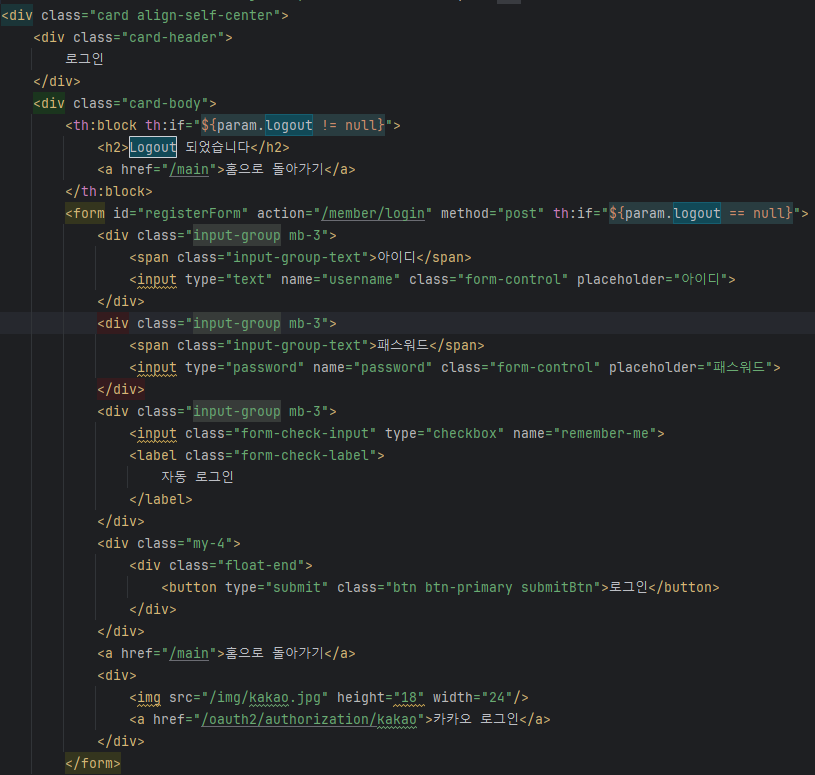 <div class="card align-self-center">
    <div class="card-header">
        로그인
    </div>
    <div class="card-body">
        <th:block th:if="${param.logout != null}">
            <h2>Logout 되었습니다</h2>
            <a href="/main">홈으로 돌아가기</a>
        </th:block>
        <form id="registerForm" action="/member/login" method="post" th:if="${param.logout == null}">
            <div class="input-group mb-3">
                <span class="input-group-text">아이디</span>
                <input type="text" name="username" class="form-control" placeholder="아이디">
            </div>
            <div class="input-group mb-3">
                <span class="input-group-text">패스워드</span>
                <input type="password" name="password" class="form-control" placeholder="패스워드">
            </div>
            <div class="input-group mb-3">
                <input class="form-check-input" type="checkbox" name="remember-me">
                <label class="form-check-label">
                    자동 로그인
                </label>
            </div>
            <div class="my-4">
                <div class="float-end">
                    <button type="submit" class="btn btn-primary submitBtn">로그인</button>
                </div>
            </div>
            <a href="/main">홈으로 돌아가기</a>
            <div>
                <img src="/img/kakao.jpg" height="18" width="24"/>
                <a href="/oauth2/authorization/kakao">카카오 로그인</a>
            </div>
        </form>